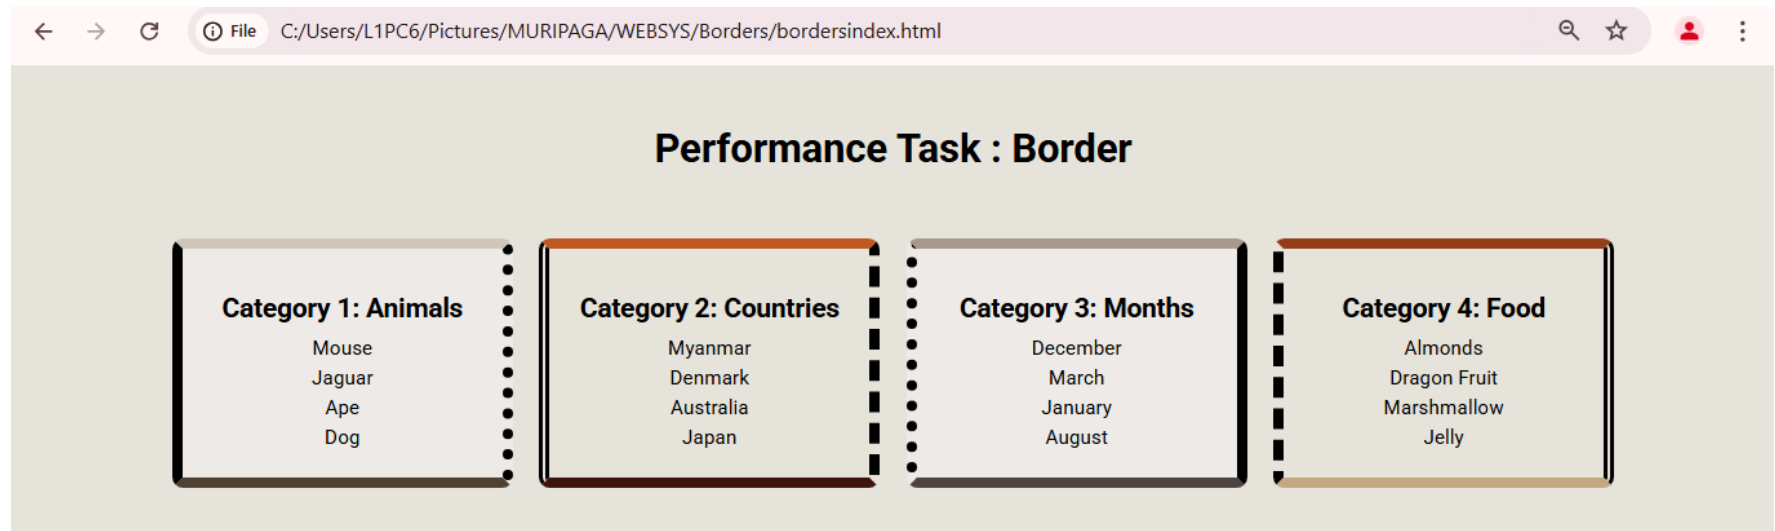 File C:/Users/L1PC6/Pictures/MURIPAGA/WEBSYS/Borders/bordersindex.html
Performance Task : Border
Category 1: Animals
Mouse
Jaguar
Ape
Dog
Category 2: Countries
Myanmar
Denmark
Australia
Japan
Category 3: Months
December
March
January
August
Category 4: Food
Almonds
Dragon Fruit
Marshmallow
Jelly